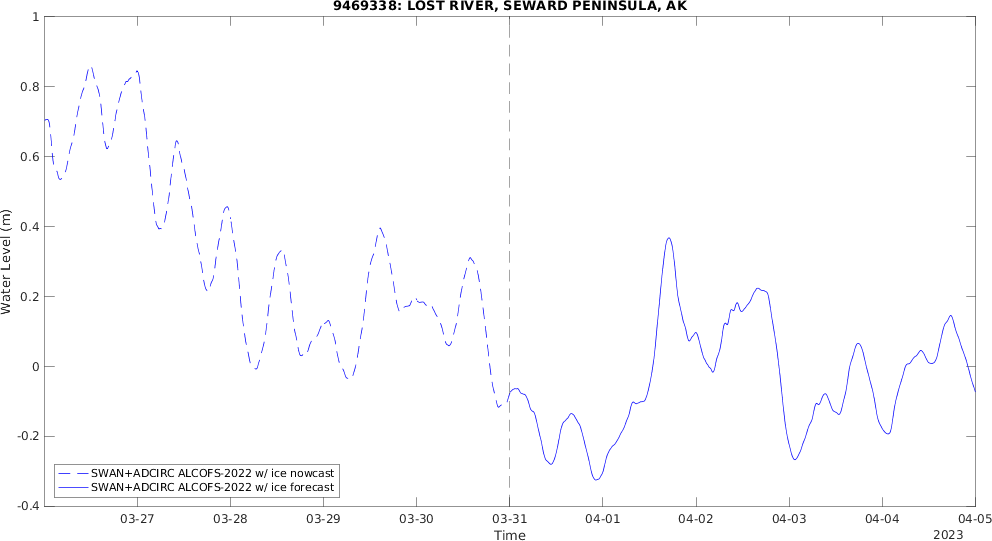 9469338: LOST RIVER, SEWARD PENINSULA, AK
Water Level (m)
1
0.8
0.6
0.4
0.2
0
-0.2
-0.4
SWAN+ADCIRC ALCOFS-2022 w/ ice nowcast
SWAN+ADCIRC ALCOFS-2022 w/ ice forecast
03-27 03-28 03-29 03-30 03-31 04-01 04-02 04-03 04-04 04-05
Time
2023